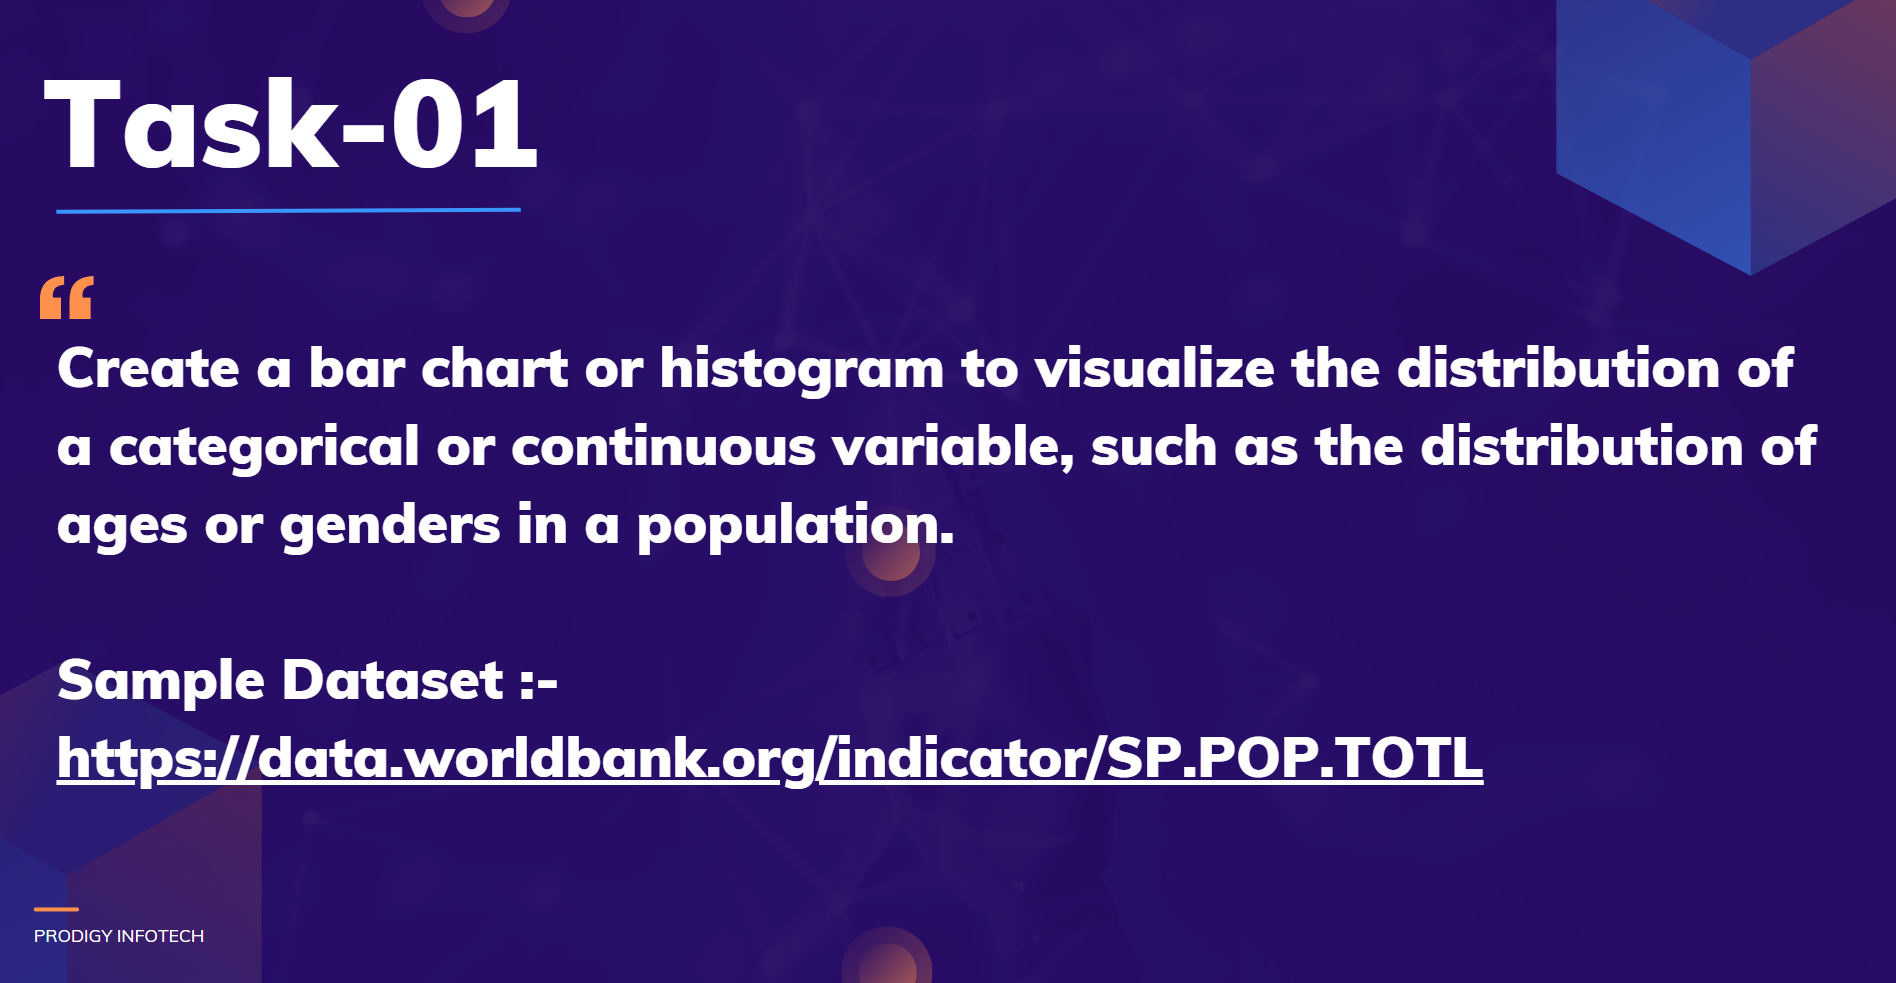 Task-01
“
Create a bar chart or histogram to visualize the distribution of
a categorical or continuous variable, such as the distribution of
ages or genders in a population.
Sample Dataset :-
https://data.worldbank.org/indicator/SP.POP.TOTL
PRODIGY INFOTECH